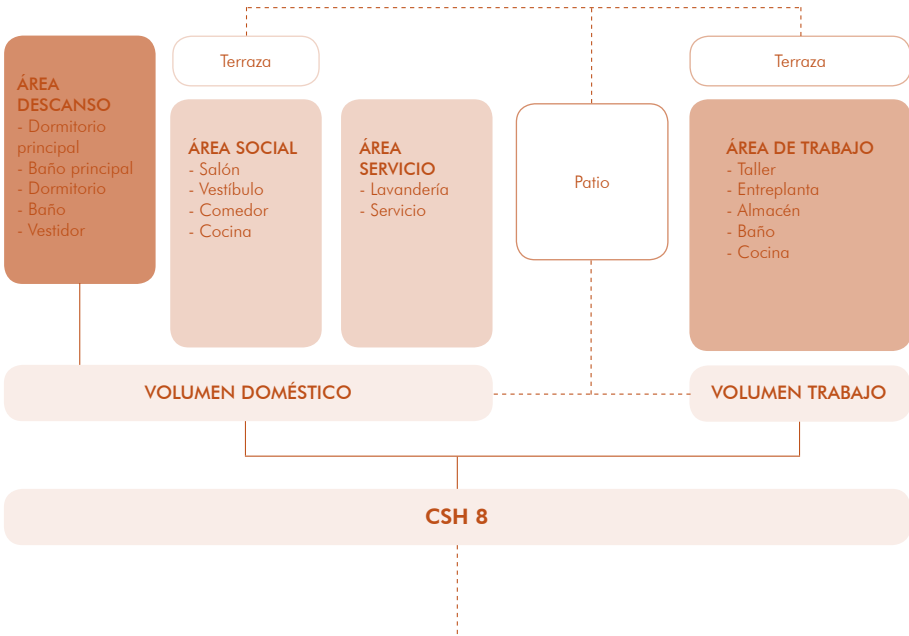 ÁREA
DESCANSO
- Dormitorio
principal
- Baño principal
- Dormitorio
- Baño
- Vestidor
Terraza
ÁREA SOCIAL
- Salón
- Vestíbulo
- Comedor
- Cocina
ÁREA
SERVICIO
- Lavandería
- Servicio
Patio
Terraza
ÁREA DE TRABAJO
- Taller
- Entreplanta
- Almacén
- Baño
- Cocina
VOLUMEN DOMÉSTICO
VOLUMEN TRABAJO
CSH 8